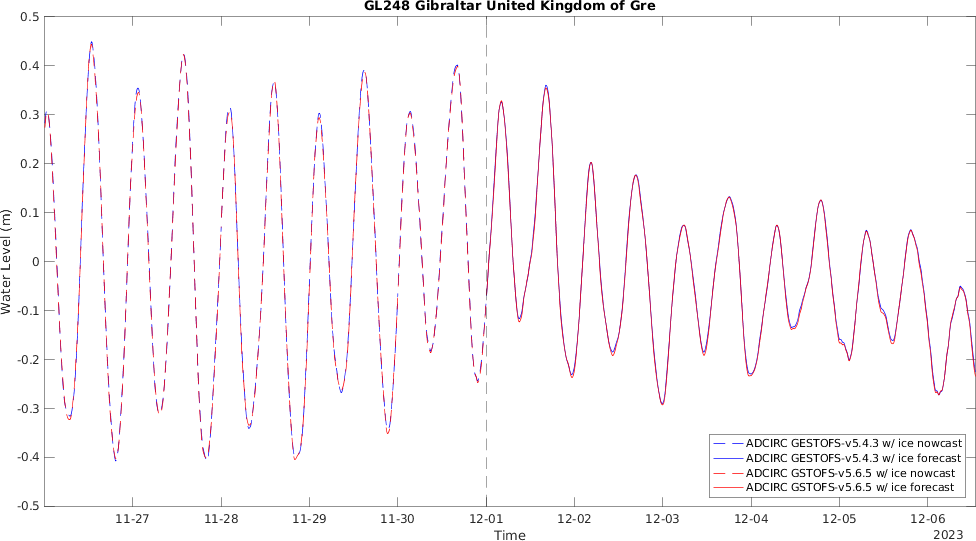 GL248 Gibraltar United Kingdom of Gre
0.5
0.4
0.3
0.2
0.1
0
-0.1
-0.2
-0.3
-0.4
-0.5
Water Level (m)
11-27 11-28 11-29 11-30 12-01 12-02 12-03 12-04 12-05 12-06
Time
2023
ADCIRC GESTOFS-v5.4.3 w/ ice nowcast
ADCIRC GESTOFS-v5.4.3 w/ ice forecast
ADCIRC GSTOFS-v5.6.5 w/ ice nowcast
ADCIRC GSTOFS-v5.6.5 w/ ice forecast